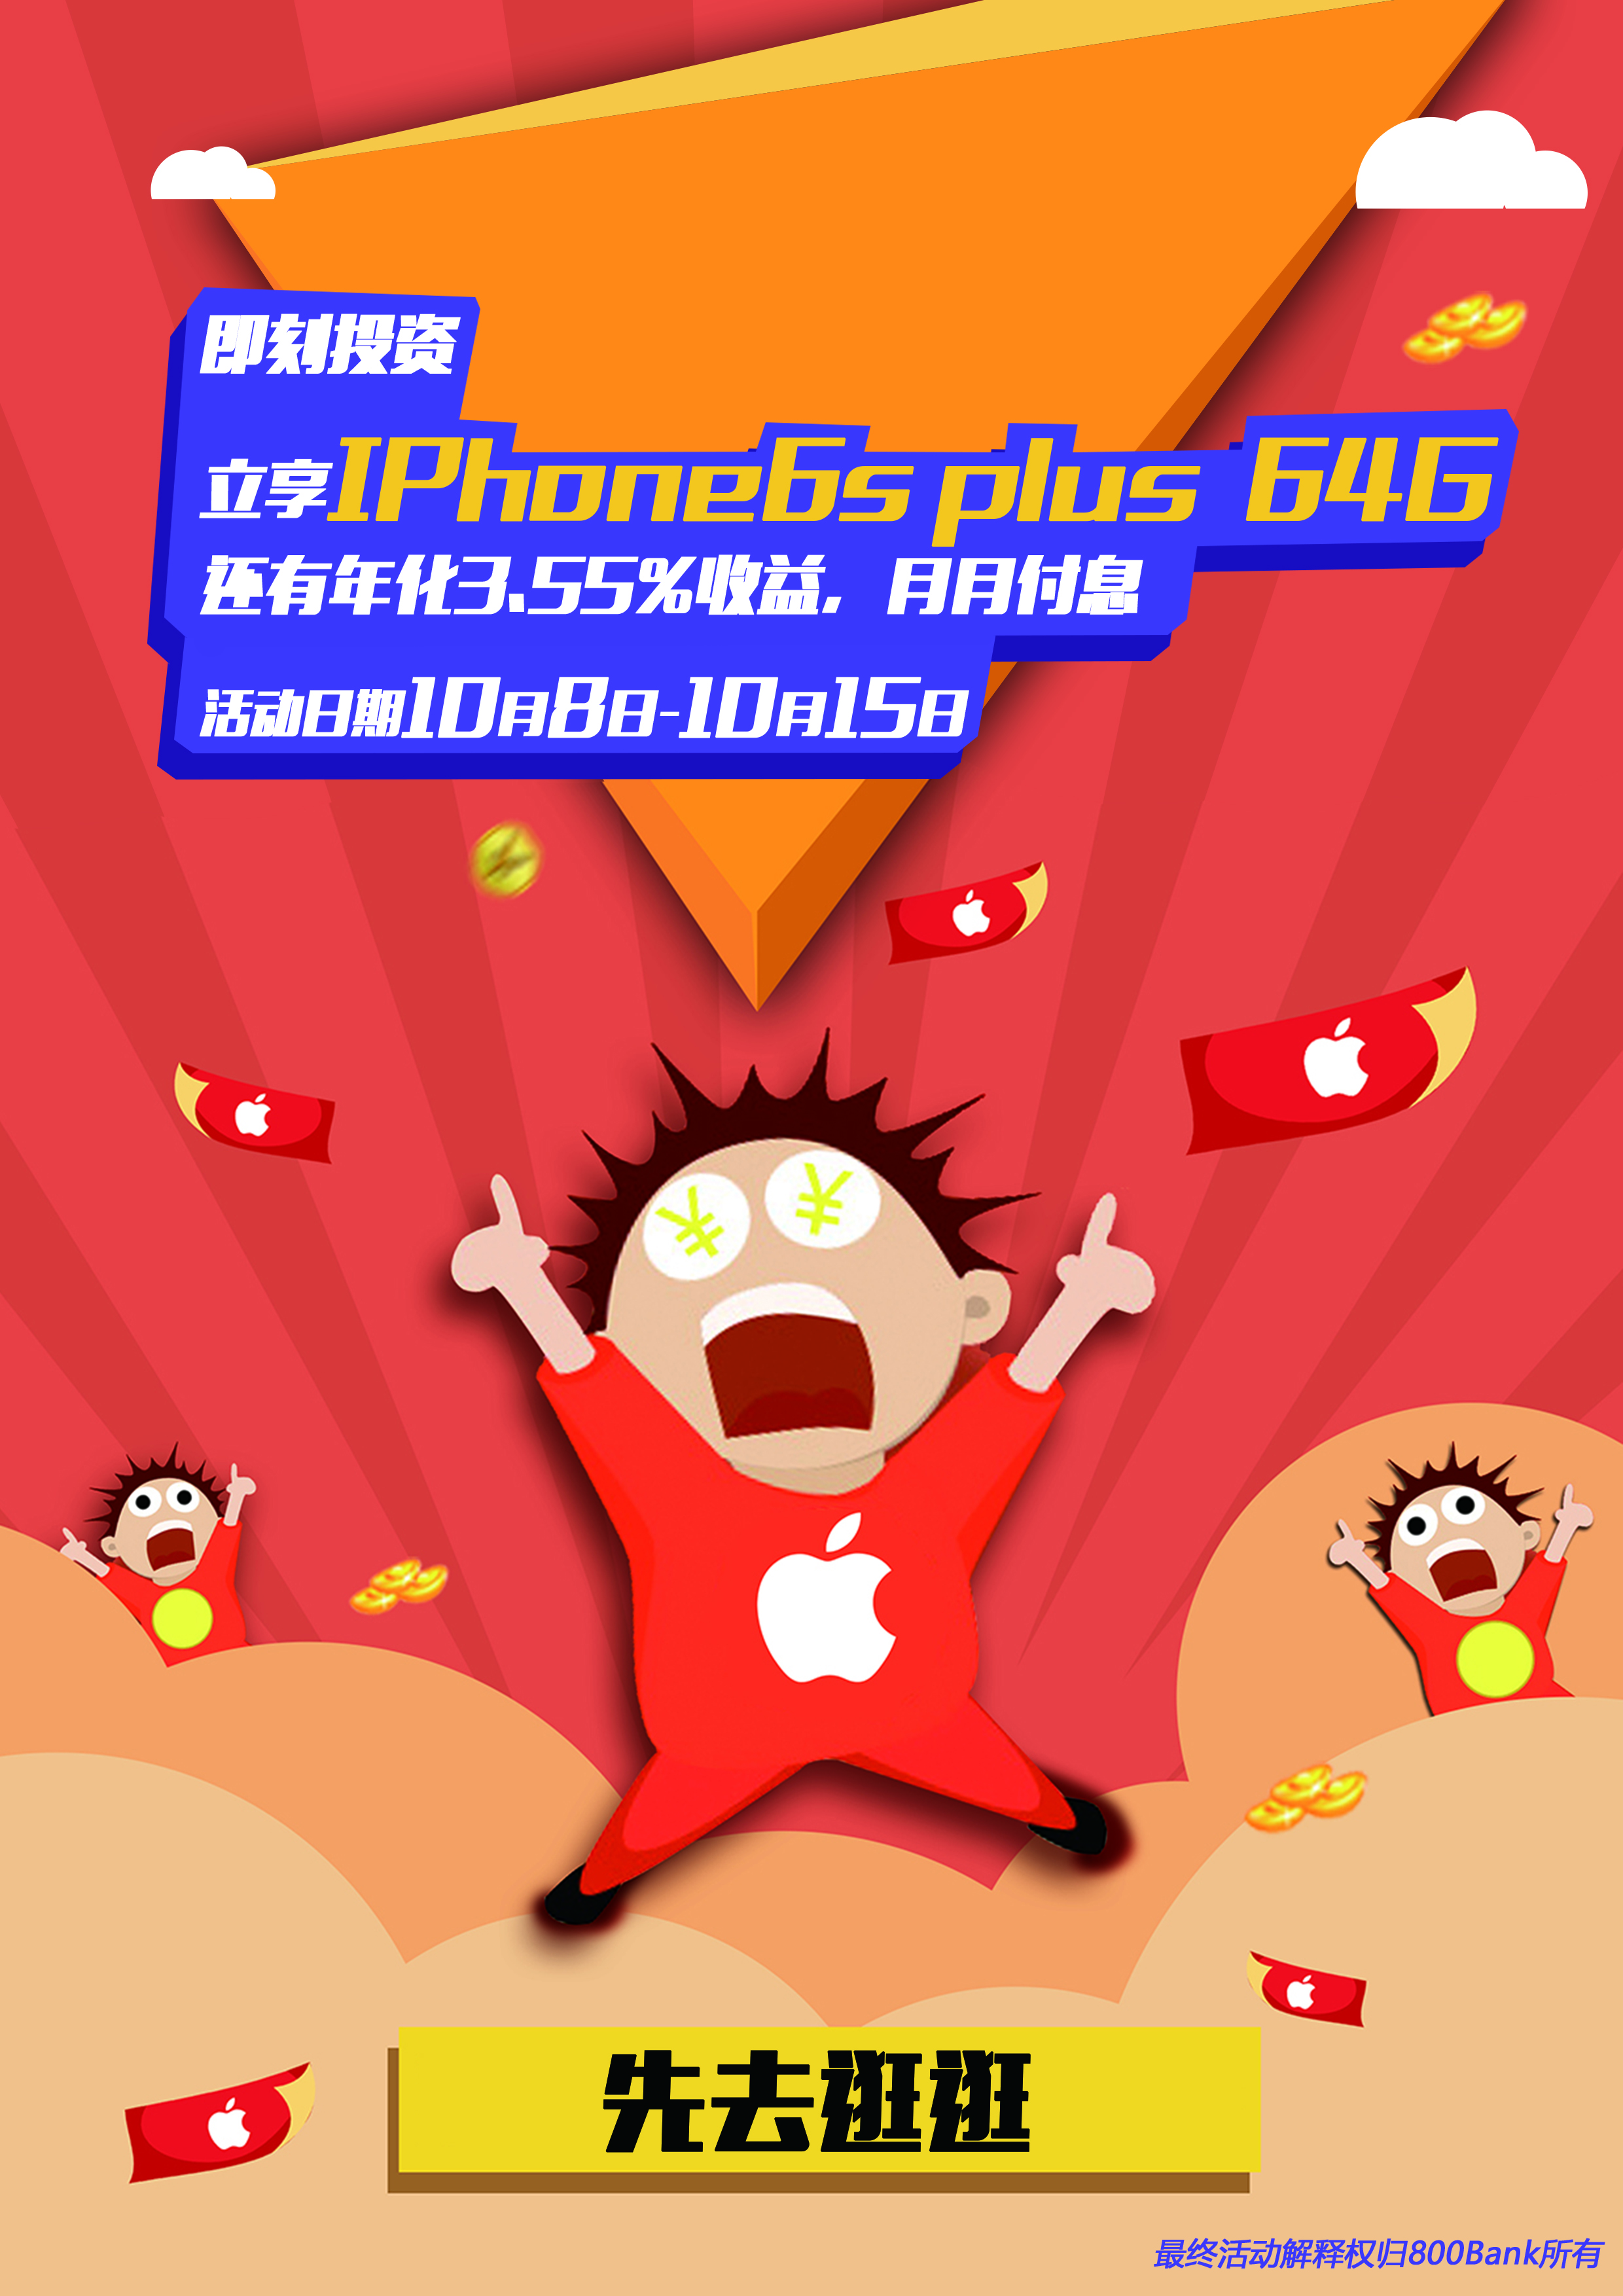 即刻投资
立享IPhone6s plus 64G
还有年化3.55%收益，月月付息
活动日期10月8日-10月15日
¥ ¥
先去逛逛
最终活动解释权归800Bank所有